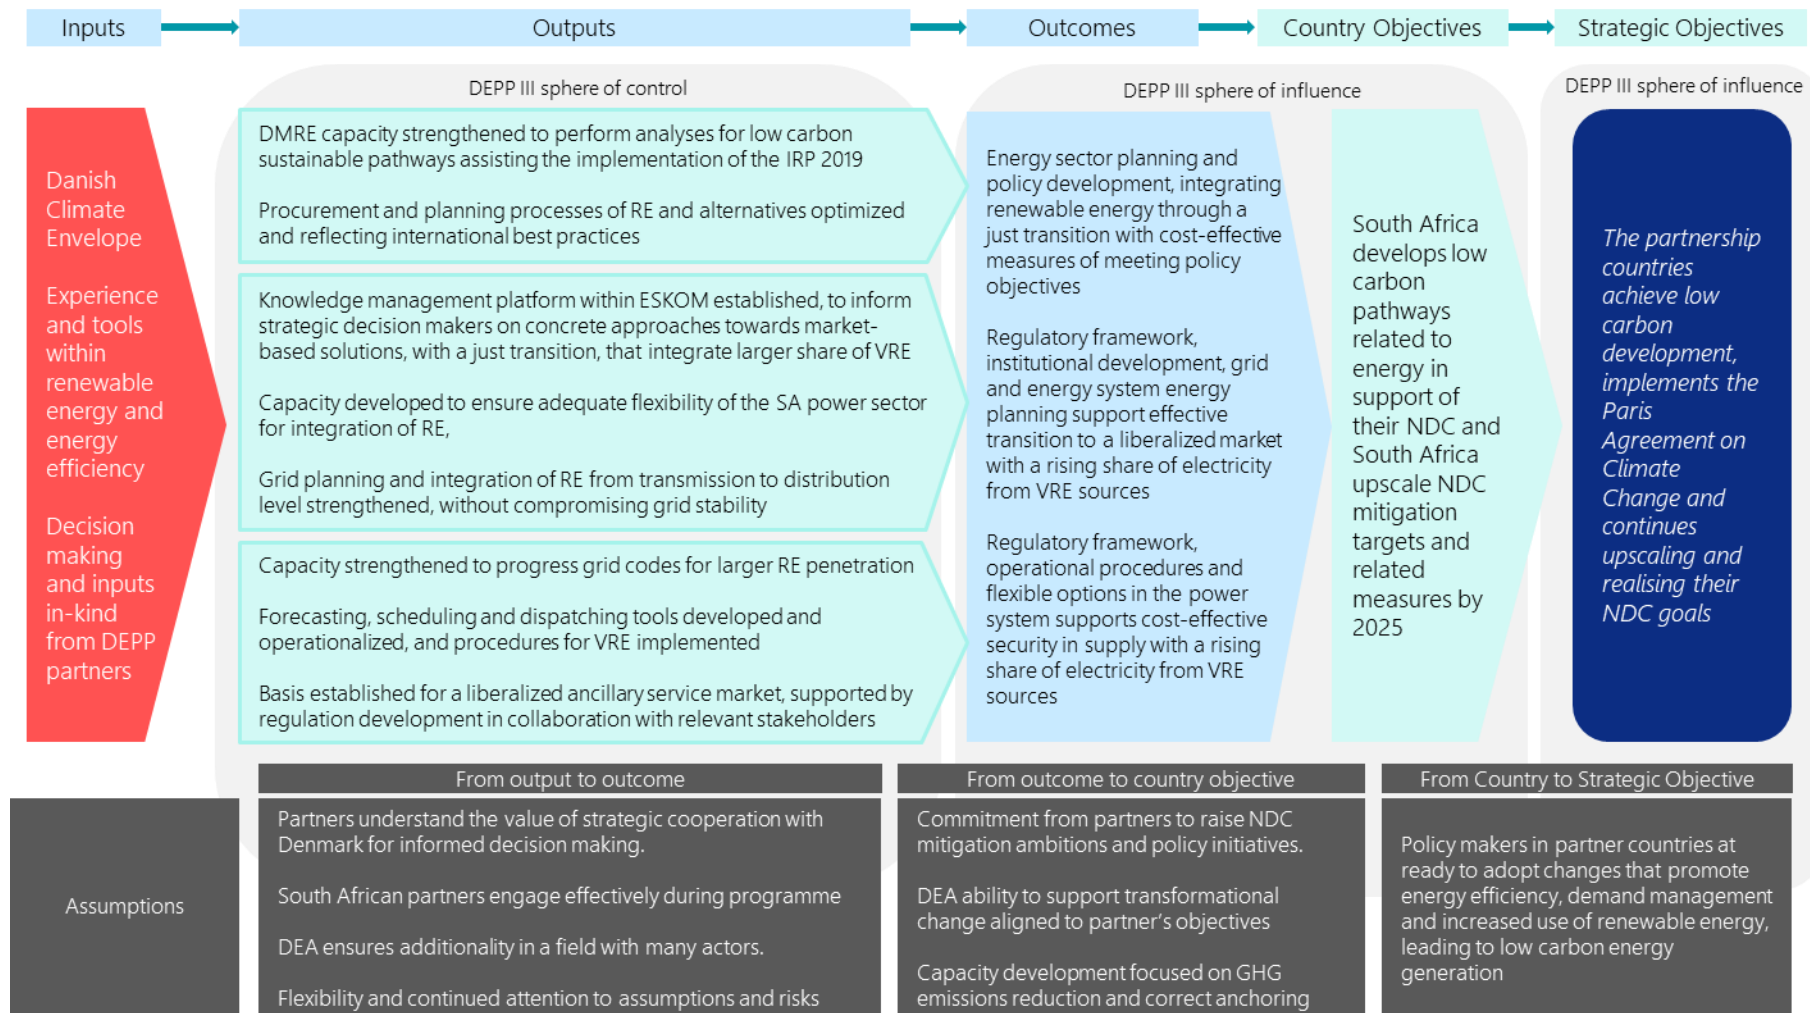 Inputs
Outputs
Outcomes
Country Objectives
Strategic Objectives
DEPP III sphere of control
DEPP III sphere of influence
DEPP III sphere of influence
Danish
Climate
Envelope
Experience
and tools
within
renewable
energy and
energy
efficiency
Decision
making
and inputs
in-kind
from DEPP
partners
DMRE capacity strengthened to perform analyses for low carbon
sustainable pathways assisting the implementation of the IRP 2019
Procurement and planning processes of RE and alternatives optimized
and reflecting international best practices
Knowledge management platform within ESKOM established, to inform
strategic decision makers on concrete approaches towards market-
based solutions, with a just transition, that integrate larger share of VRE
Capacity developed to ensure adequate flexibility of the SA power sector
for integration of RE,
Grid planning and integration of RE from transmission to distribution
level strengthened, without compromising grid stability
Capacity strengthened to progress grid codes for larger RE penetration
Forecasting, scheduling and dispatching tools developed and
operationalized, and procedures for VRE implemented
Basis established for a liberalized ancillary service market, supported by
regulation development in collaboration with relevant stakeholders
Energy sector planning and
policy development, integrating
renewable energy through a
just transition with cost-effective
measures of meeting policy
objectives
Regulatory framework,
institutional development, grid
and energy system energy
planning support effective
transition to a liberalized market
with a rising share of electricity
from VRE sources
Regulatory framework,
operational procedures and
flexible options in the power
system supports cost-effective
security in supply with a rising
share of electricity from VRE
sources
South Africa
develops low
carbon
pathways
related to
energy in
support of
their NDC and
South Africa
upscale NDC
mitigation
targets and
related
measures by
2025
The partnership
countries
achieve low
carbon
development,
implements the
Paris
Agreement on
Climate
Change and
continues
upscaling and
realising their
NDC goals
Assumptions
From output to outcome
Partners understand the value of strategic cooperation with
Denmark for informed decision making.
South African partners engage effectively during programme
DEA ensures additionality in a field with many actors.
Flexibility and continued attention to assumptions and risks
From outcome to country objective
Commitment from partners to raise NDC
mitigation ambitions and policy initiatives.
DEA ability to support transformational
change aligned to partner's objectives
Capacity development focused on GHG
emissions reduction and correct anchoring
From Country to Strategic Objective
Policy makers in partner countries at
ready to adopt changes that promote
energy efficiency, demand management
and increased use of renewable energy,
leading to low carbon energy
generation